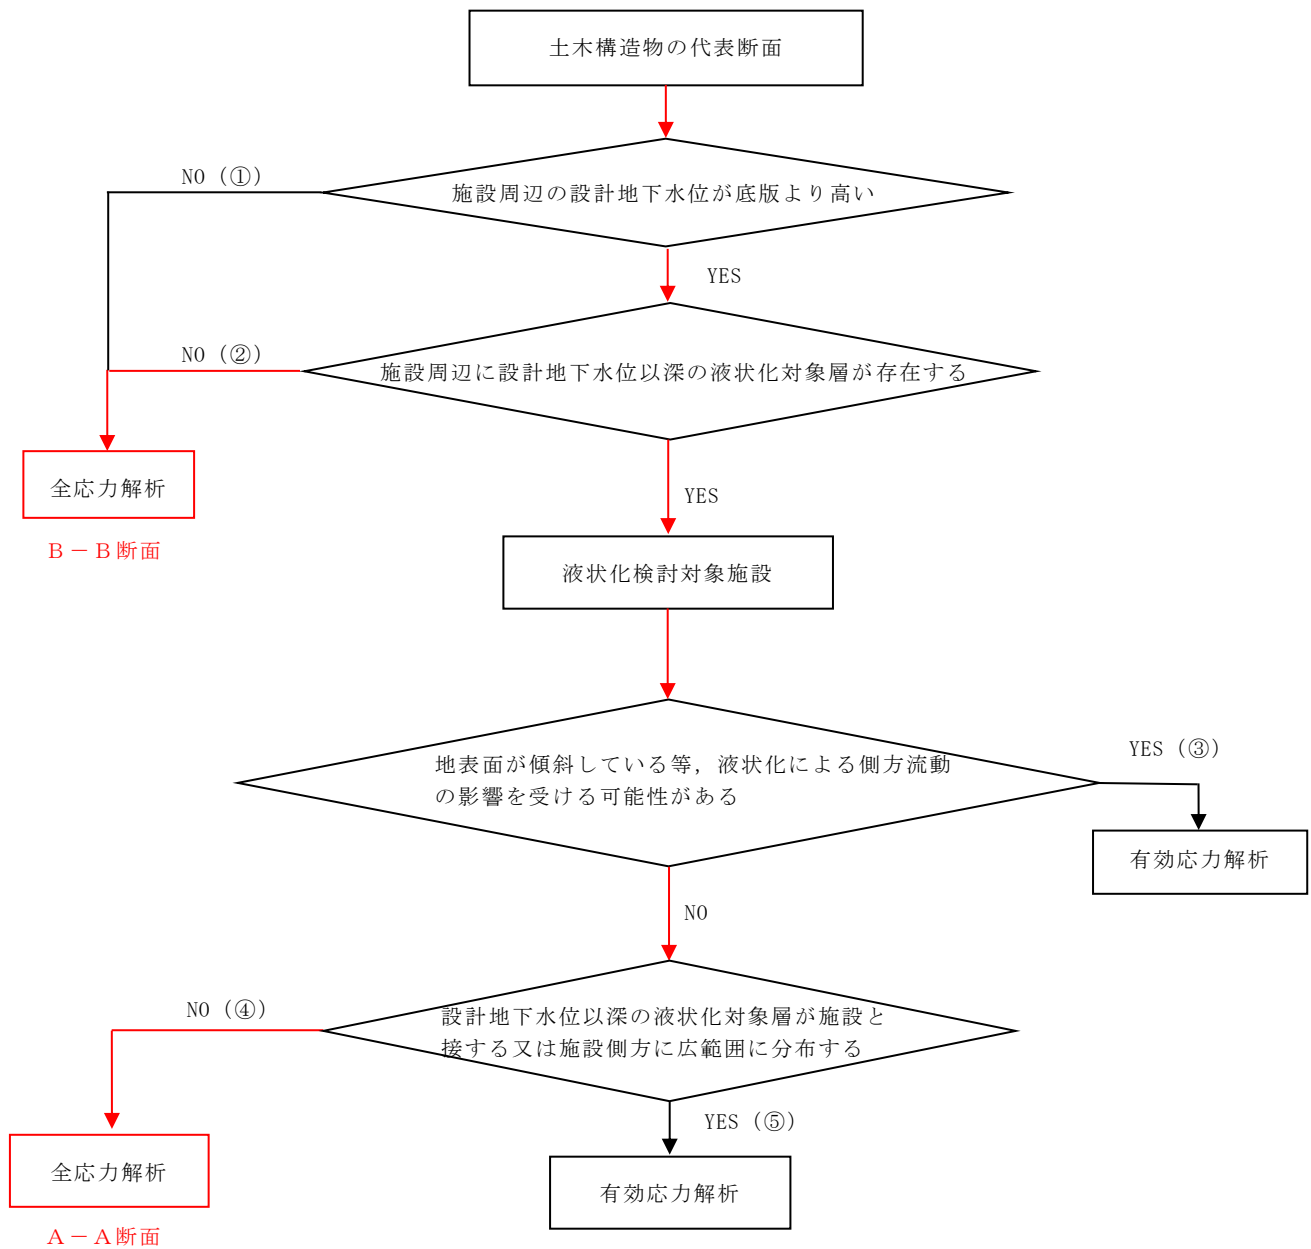 土木構造物の代表断面
NO（①）
施設周辺の設計地下水位が底版より高い
YES
NO（②）
施設周辺に設計地下水位以深の液状化対象層が存在する
全応力解析
B－B断面
YES
液状化検討対象施設
地表面が傾斜している等，液状化による側方流動
の影響を受ける可能性がある
YES（③）
有効応力解析
NO
NO（④）
設計地下水位以深の液状化対象層が施設と
接する又は施設側方に広範囲に分布する
YES（⑤）
全応力解析
A－A断面
有効応力解析